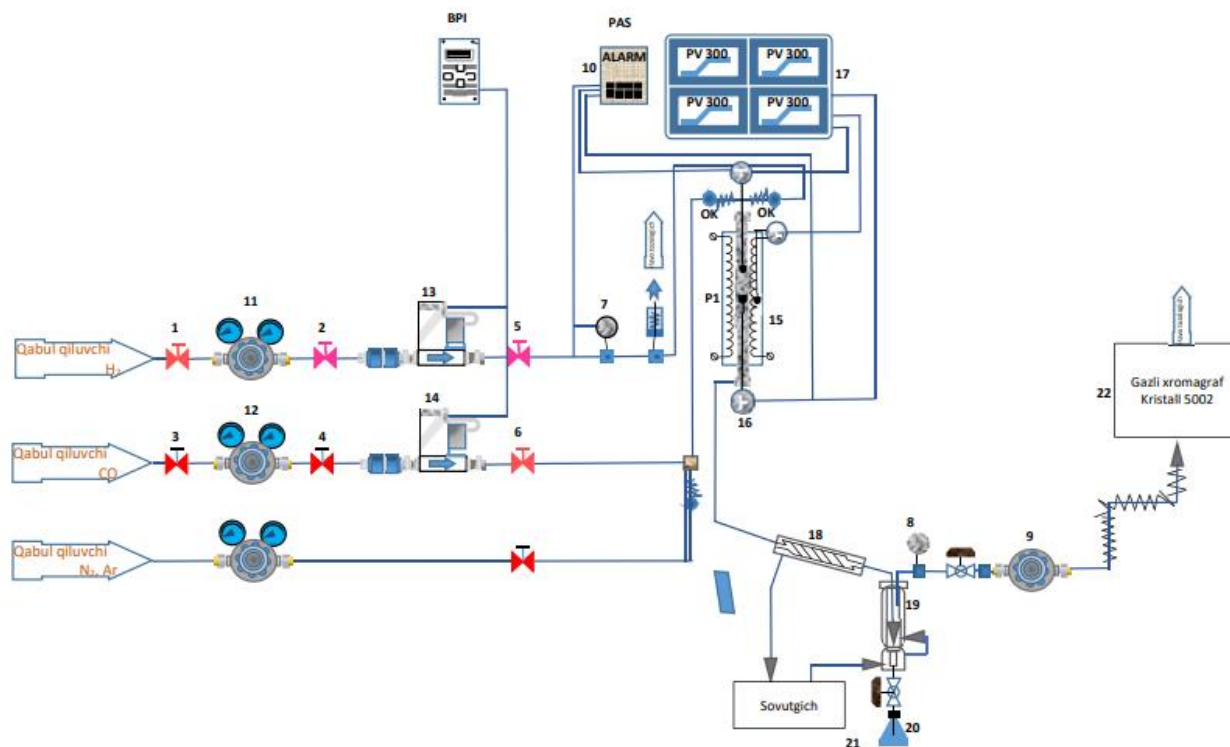 BPI
PAS
ALARM
10
PV 300
PV 300
17
PV 300
PV 300
OK
OK
11
13
7
P1
15
1
2
5
Qabul qiluvchi
H₂
22
Gazli xromagraf
Kristall 5002
12
14
16
3
4
6
Qabul qiluvchi
CO
Qabul qiluvchi
N₂, Ar
18
8
9
19
Sovutgich
20
21